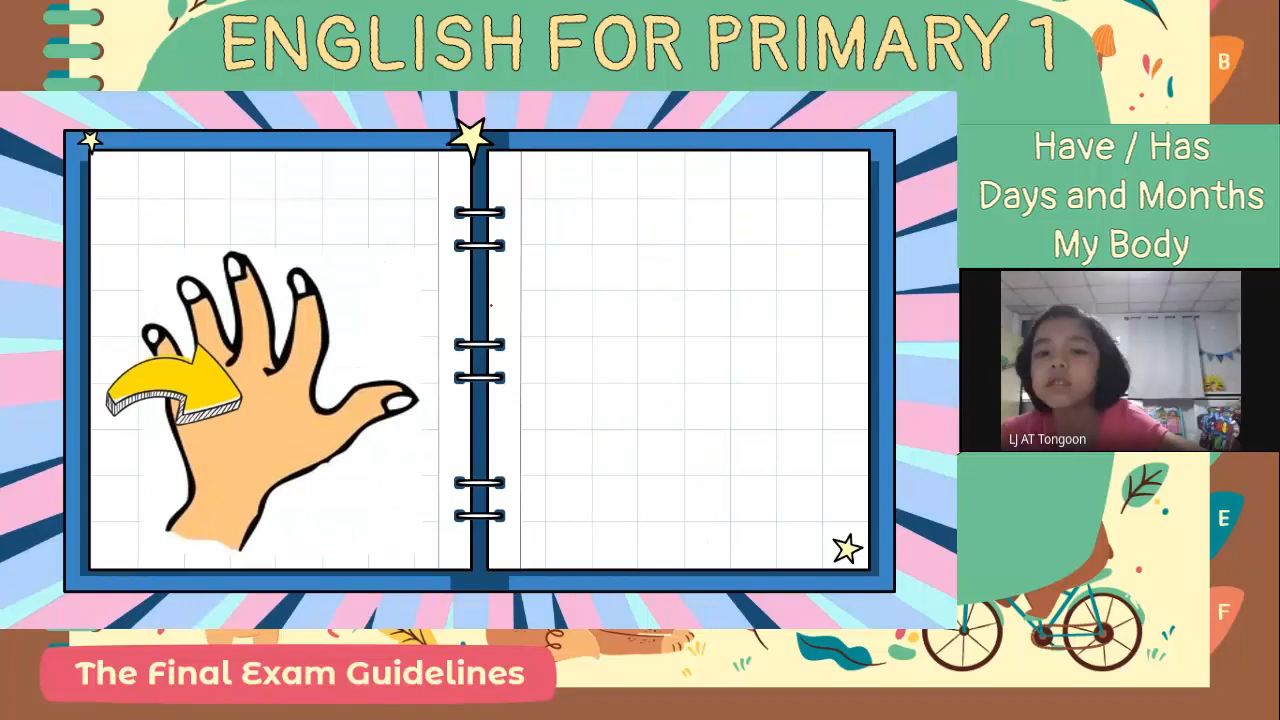 ENGLISH FOR PRIMARY 1
B
Have / Has
Days and Months
My Body
LJ AT Tongoon
E
F
The Final Exam Guidelines